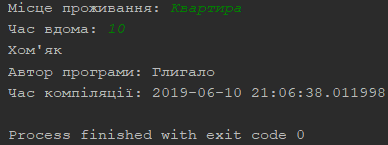 Місце проживання: Квартира
Час вдома: 10
Хом'як
Автор програми: Глигало
Час компіляції: 2019-06-10 21:06:38.011998
Process finished with exit code 0